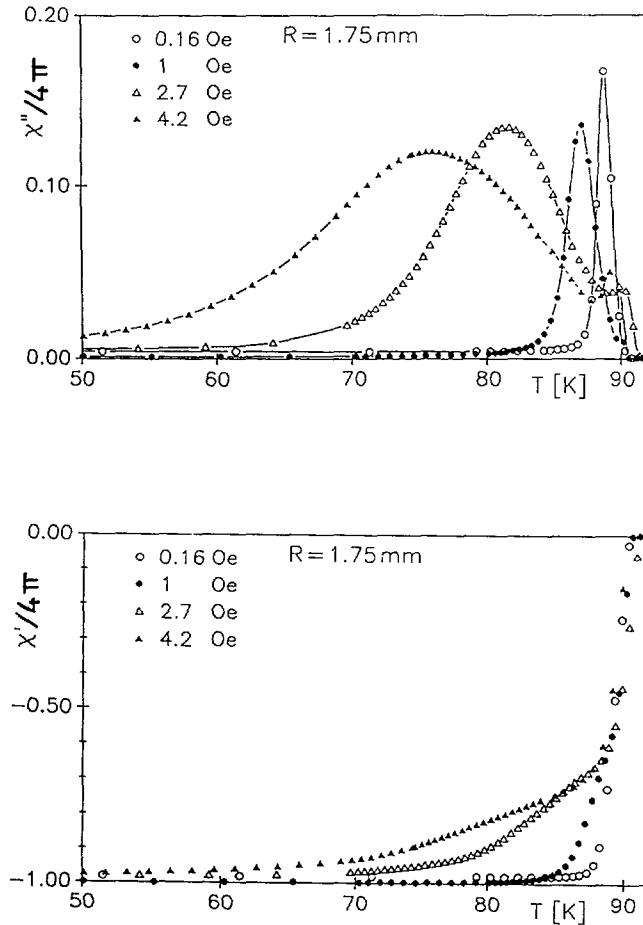 0.20
0.10
0.00
χ"/4π
R = 1.75mm
0.16 Oe
1 Oe
2.7 Oe
4.2 Oe
50 60 70 80 90
T [K]
0.00
−0.50
−1.00
χ'/4π
R = 1.75mm
0.16 Oe
1 Oe
2.7 Oe
4.2 Oe
50 60 70 80 90
T [K]